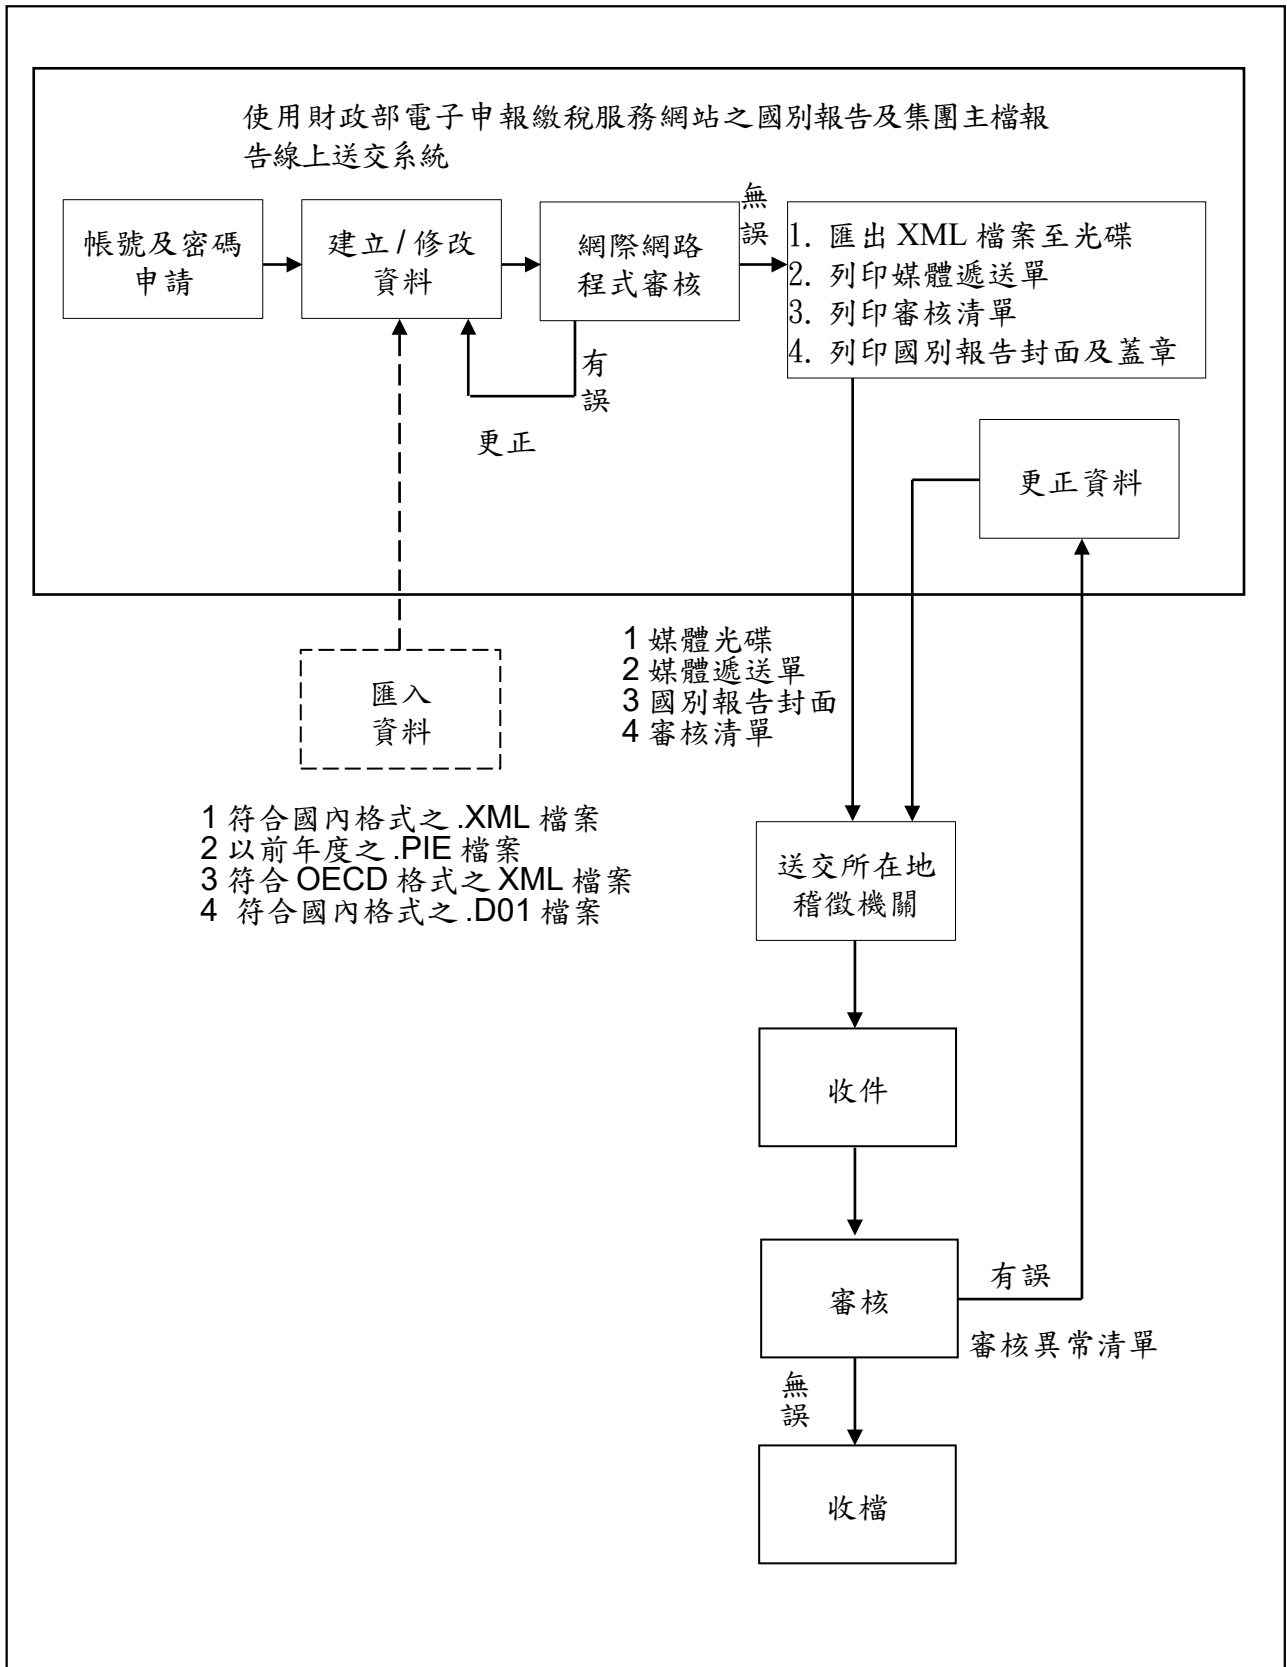 使用財政部電子申報繳稅服務網站之國別報告及集團主檔報
告線上送交系統
帳號及密碼
申請
建立/修改
資料
網際網路
程式審核
無
誤
1. 匯出 XML 檔案至光碟
2. 列印媒體遞送單
3. 列印審核清單
4. 列印國別報告封面及蓋章
有
誤
更正
更正資料
匯入
資料
1 媒體光碟
2 媒體遞送單
3 國別報告封面
4 審核清單
1 符合國內格式之 .XML 檔案
2 以前年度之 .PIE 檔案
3 符合 OECD 格式之 XML 檔案
4 符合國內格式之 .D01 檔案
送交所在地
稽徵機關
收件
審核
有誤
審核異常清單
無
誤
收檔